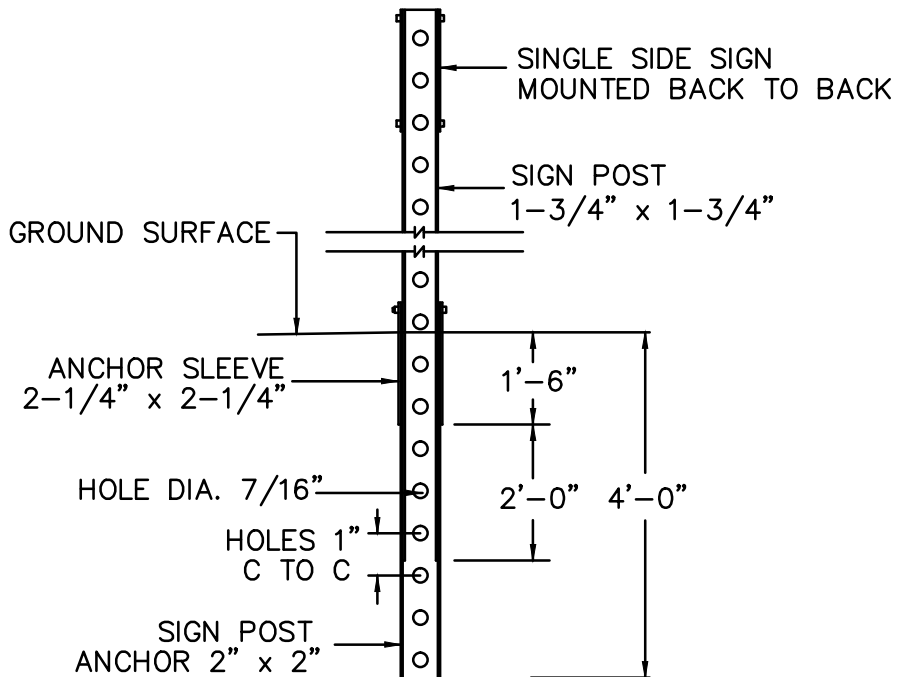 SINGLE SIDE SIGN
MOUNTED BACK TO BACK
SIGN POST
1-3/4" x 1-3/4"
GROUND SURFACE
ANCHOR SLEEVE
2-1/4" x 2-1/4"
1'-6"
HOLE DIA. 7/16"
2'-0"
4'-0"
HOLES 1"
C TO C
SIGN POST
ANCHOR 2" x 2"